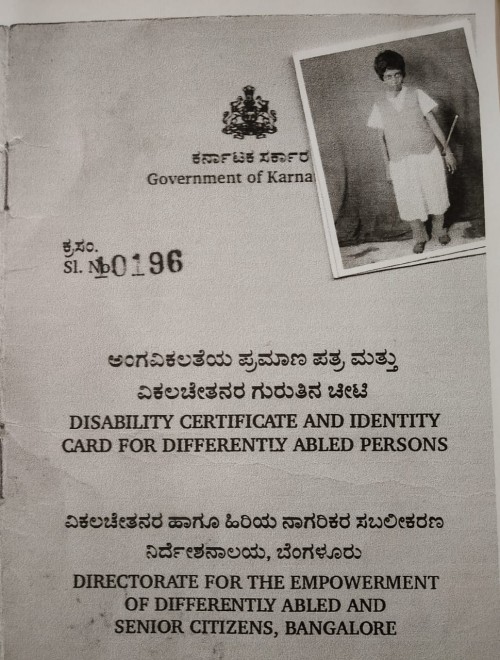 ಕರ್ನಾಟಕ ಸರ್ಕಾರ
Government of Karna
ಕ್ರಸಂ.
Sl. No 10196
ಅಂಗವಿಕಲತೆಯ ಪ್ರಮಾಣ ಪತ್ರ ಮತ್ತು
ವಿಕಲಚೇತನರ ಗುರುತಿನ ಚೀಟಿ
DISABILITY CERTIFICATE AND IDENTITY
CARD FOR DIFFERENTLY ABLED PERSONS
ವಿಕಲಚೇತನರ ಹಾಗೂ ಹಿರಿಯ ನಾಗರಿಕರ ಸಬಲೀಕರಣ
ನಿರ್ದೇಶನಾಲಯ, ಬೆಂಗಳೂರು
DIRECTORATE FOR THE EMPOWERMENT
OF DIFFERENTLY ABLED AND
SENIOR CITIZENS, BANGALORE